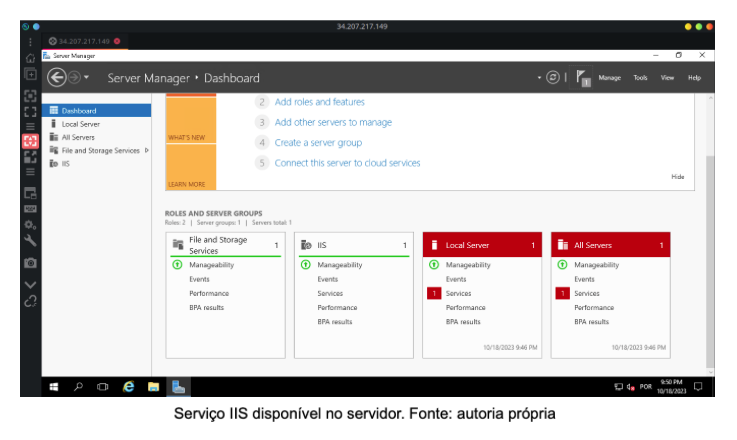 34.207.217.149
34.207.217.149
Server Manager
Server Manager • Dashboard
Manage Tools View Help
Dashboard
Local Server
All Servers
File and Storage Services
IIS
WHAT'S NEW
LEARN MORE
2 Add roles and features
3 Add other servers to manage
4 Create a server group
5 Connect this server to cloud services
Hide
ROLES AND SERVER GROUPS
Roles: 2 | Server groups: 1 | Servers total: 1
File and Storage Services 1
Manageability
Events
Performance
BPA results
IIS 1
Manageability
Events
Services
Performance
BPA results
Local Server 1
Manageability
Events
1 Services
Performance
BPA results
10/18/2023 9:46 PM
All Servers 1
Manageability
Events
1 Services
Performance
BPA results
10/18/2023 9:46 PM
POR
9:50 PM
10/18/2023
Serviço IIS disponível no servidor. Fonte: autoria própria